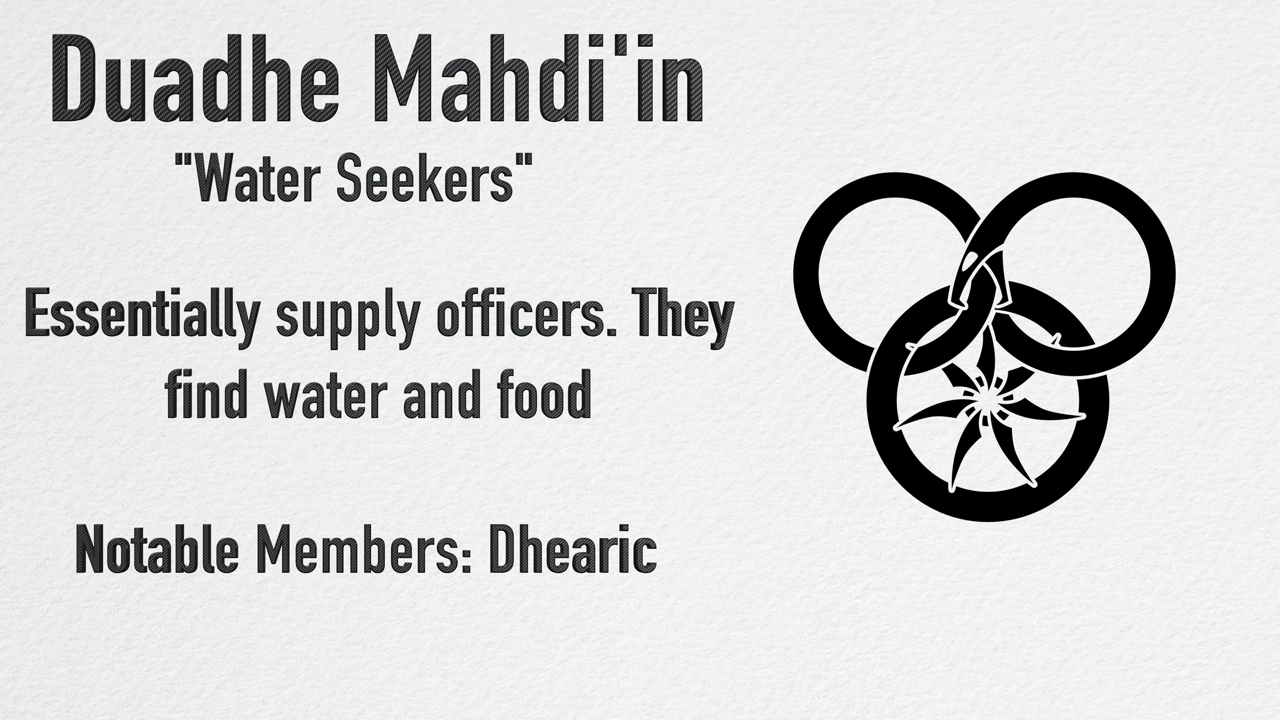 Duadhe Mahdi'in
"Water Seekers"
Essentially supply officers. They
find water and food
Notable Members: Dhearic